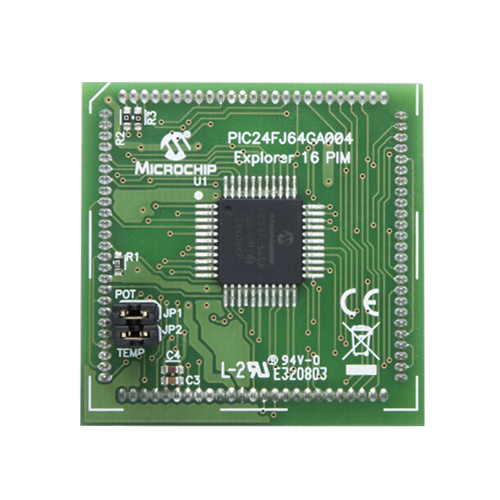 R2
R3
PIC24FJ64GA004
Explorer 16 PIM
MICROCHIP
U1
MICROCHIP
R1
POT
JP1
JP2
TEMP
CE
C4
C3
L-2
94V-0
E320803